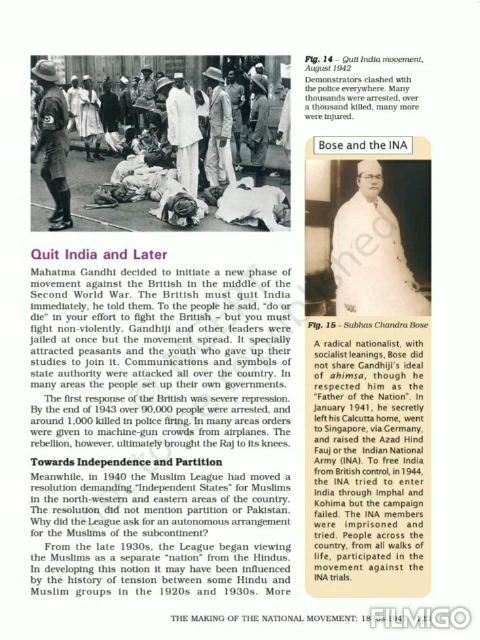 Fig. 14 – Quit India movement,
August 1942
Demonstrators clashed with
the police everywhere. Many
thousands were arrested, over
a thousand killed, many more
were injured.
Bose and the INA
Fig. 15 – Subhas Chandra Bose
A radical nationalist, with
socialist leanings, Bose did
not share Gandhiji's ideal
of ahimsa, though he
respected him as the
"Father of the Nation". In
January 1941, he secretly
left his Calcutta home, went
to Singapore, via Germany,
and raised the Azad Hind
Fauj or the Indian National
Army (INA). To free India
from British control, in 1944,
the INA tried to enter
India through Imphal and
Kohima but the campaign
failed. The INA members
were imprisoned and
tried. People across the
country, from all walks of
life, participated in the
movement against the
INA trials.
Quit India and Later
Mahatma Gandhi decided to initiate a new phase of
movement against the British in the middle of the
Second World War. The British must quit India
immediately, he told them. To the people he said, "do or
die" in your effort to fight the British – but you must
fight non-violently. Gandhiji and other leaders were
jailed at once but the movement spread. It specially
attracted peasants and the youth who gave up their
studies to join it. Communications and symbols of
state authority were attacked all over the country. In
many areas the people set up their own governments.
The first response of the British was severe repression.
By the end of 1943 over 90,000 people were arrested, and
around 1,000 killed in police firing. In many areas orders
were given to machine-gun crowds from airplanes. The
rebellion, however, ultimately brought the Raj to its knees.
Towards Independence and Partition
Meanwhile, in 1940 the Muslim League had moved a
resolution demanding "Independent States" for Muslims
in the north-western and eastern areas of the country.
The resolution did not mention partition or Pakistan.
Why did the League ask for an autonomous arrangement
for the Muslims of the subcontinent?
From the late 1930s, the League began viewing
the Muslims as a separate "nation" from the Hindus.
In developing this notion it may have been influenced
by the history of tension between some Hindu and
Muslim groups in the 1920s and 1930s. More
THE MAKING OF THE NATIONAL MOVEMENT:
FILMIGO